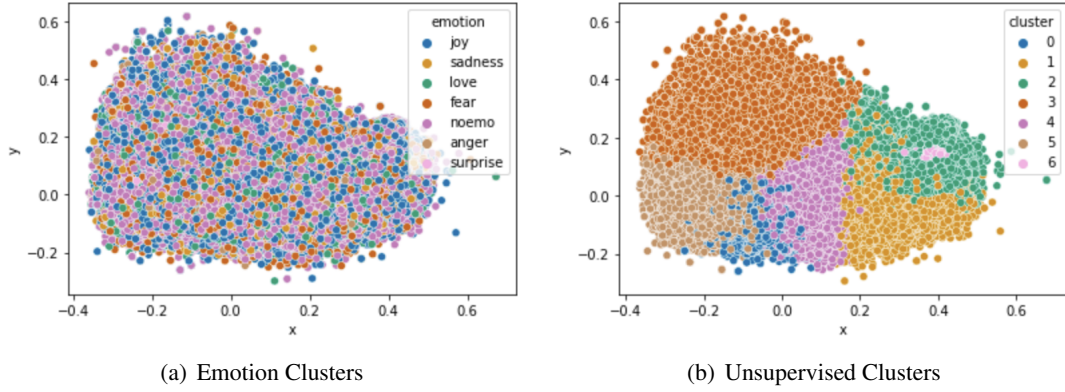 emotion
joy
sadness
love
fear
noemo
anger
surprise
0.6
0.4
0.2
0.0
−0.2
y
−0.4 −0.2 0.0 0.2 0.4 0.6
x
(a) Emotion Clusters
cluster
0
1
2
3
4
5
6
0.6
0.4
0.2
0.0
−0.2
y
−0.4 −0.2 0.0 0.2 0.4 0.6
x
(b) Unsupervised Clusters